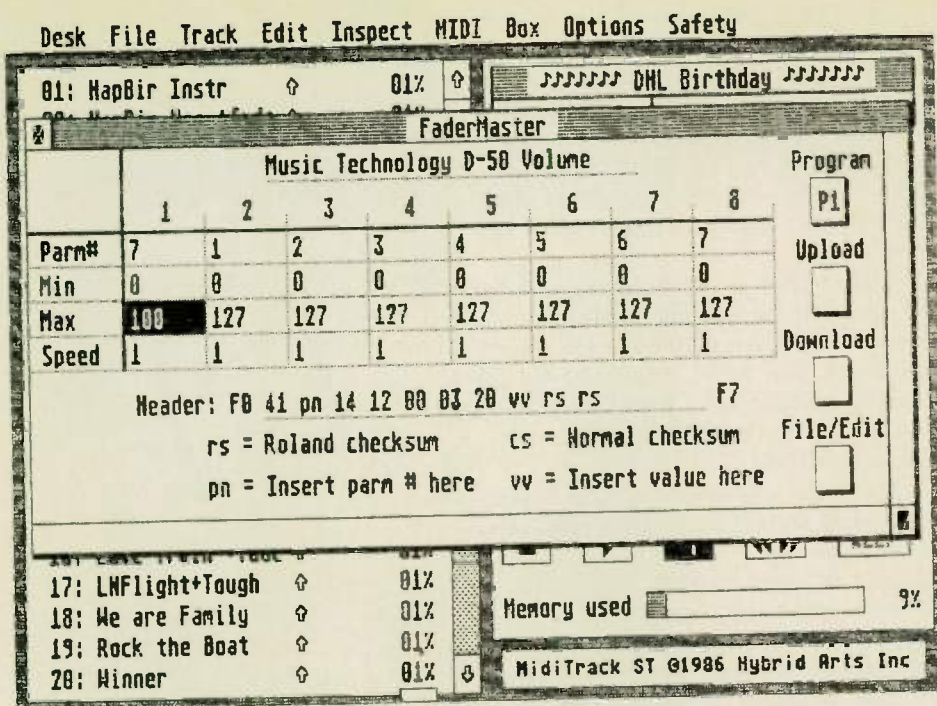 Desk File Track Edit Inspect MIDI Box Options Safety
01: HapBir Instr ⇧ 01% ⇧
♪♪♪♪♪♪♪ DHL Birthday ♪♪♪♪♪♪♪
FaderMaster
Music Technology D-50 Volume
Program
1 2 3 4 5 6 7 8
P1
Parm# 7 1 2 3 4 5 6 7
Upload
Min 0 0 0 0 0 0 0 0
Max 100 127 127 127 127 127 127 127
Download
Speed 1 1 1 1 1 1 1 1
Header: F0 41 pn 14 12 00 03 20 vv rs rs F7
File/Edit
rs = Roland checksum cs = Normal checksum
pn = Insert parm # here vv = Insert value here
17: LNFlight+Tough ⇧ 01%
18: We are Family ⇧ 01%
Memory used 9%
19: Rock the Boat ⇧ 01%
20: Winner ⇧ 01% ⇩
MidiTrack ST ©1986 Hybrid Arts Inc